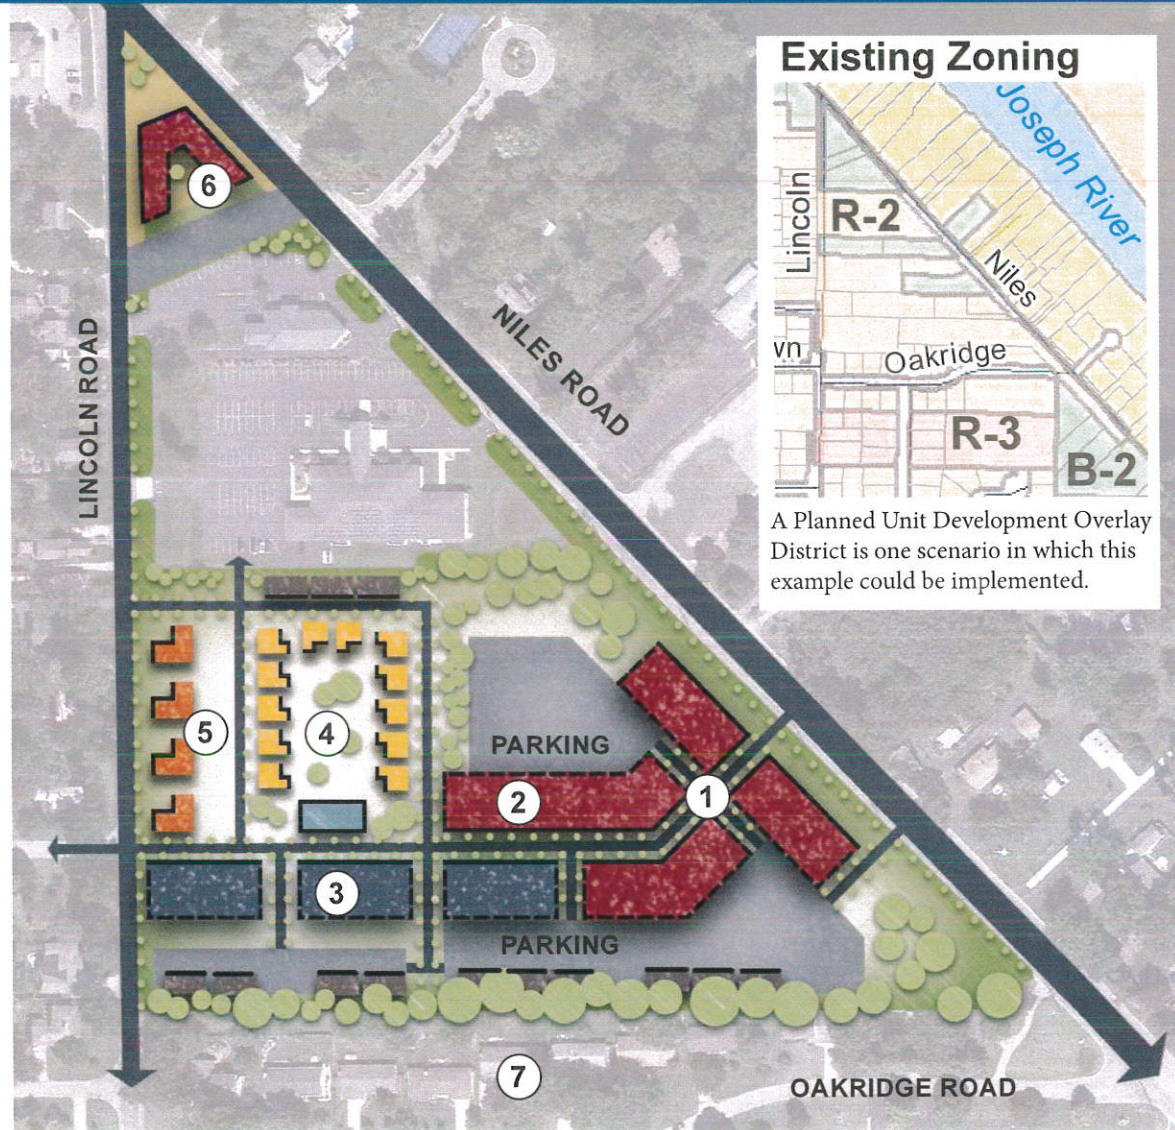 Existing Zoning
Joseph River
Lincoln
R-2
Niles
wn
Oakridge
R-3
B-2
A Planned Unit Development Overlay
District is one scenario in which this
example could be implemented.
6
LINCOLN ROAD
NILES ROAD
5
4
PARKING
2
1
3
PARKING
7
OAKRIDGE ROAD